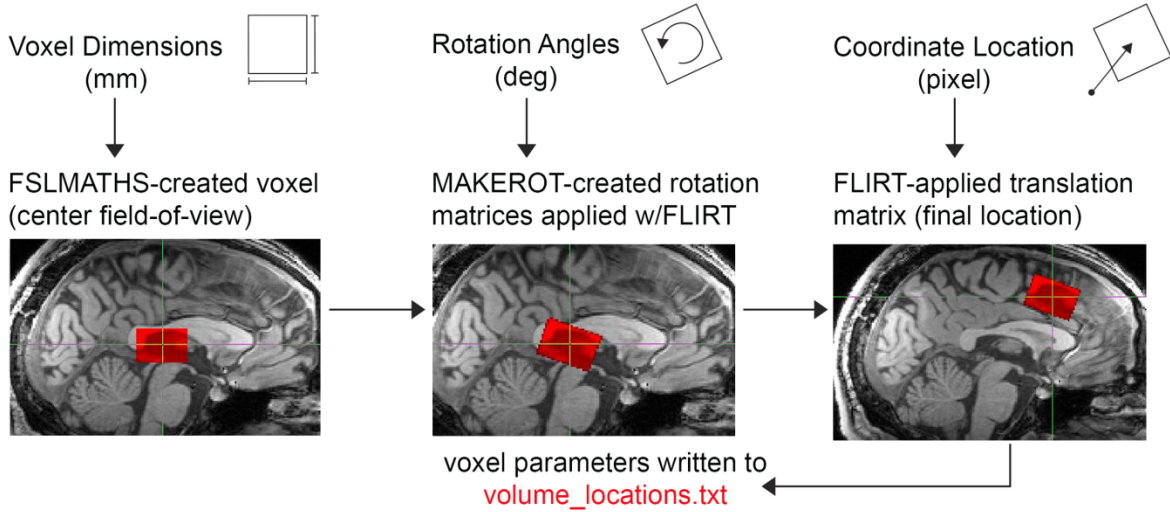 Voxel Dimensions
(mm)
Rotation Angles
(deg)
Coordinate Location
(pixel)
FSLMATHS-created voxel
(center field-of-view)
MAKEROT-created rotation
matrices applied w/FLIRT
FLIRT-applied translation
matrix (final location)
voxel parameters written to
volume_locations.txt